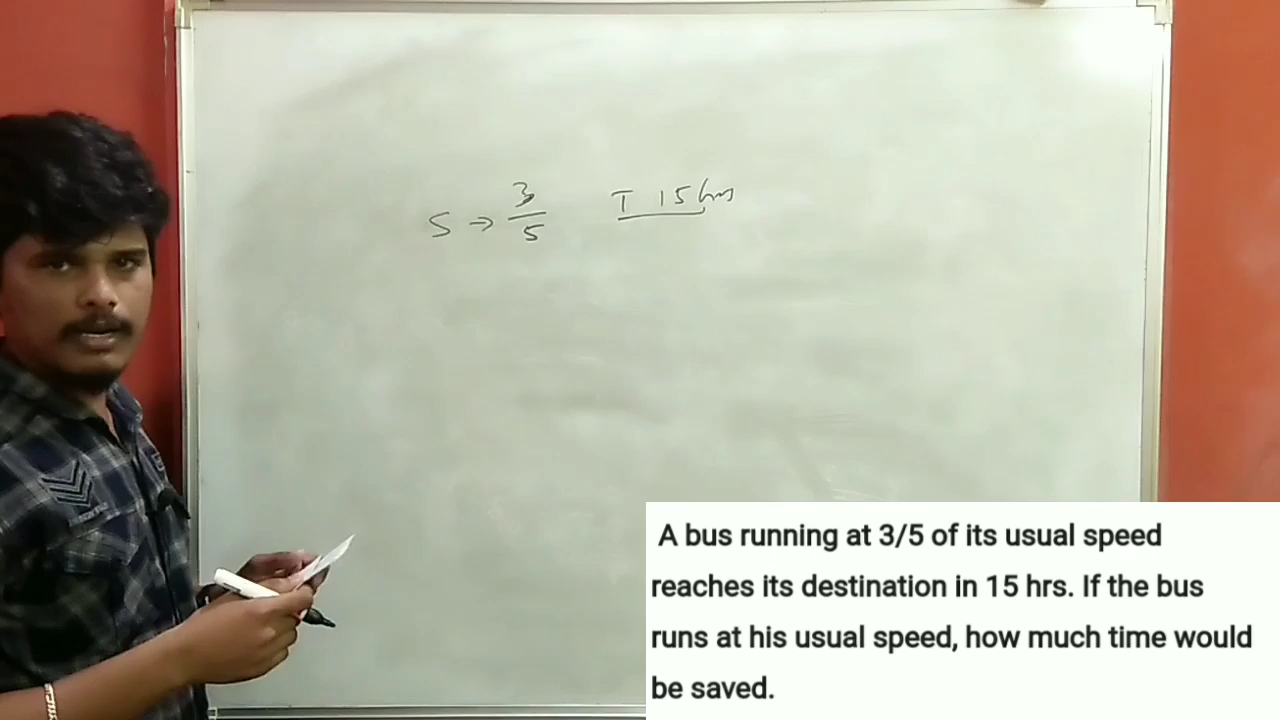 3
S → — T 15 hrs
5
A bus running at 3/5 of its usual speed
reaches its destination in 15 hrs. If the bus
runs at his usual speed, how much time would
be saved.